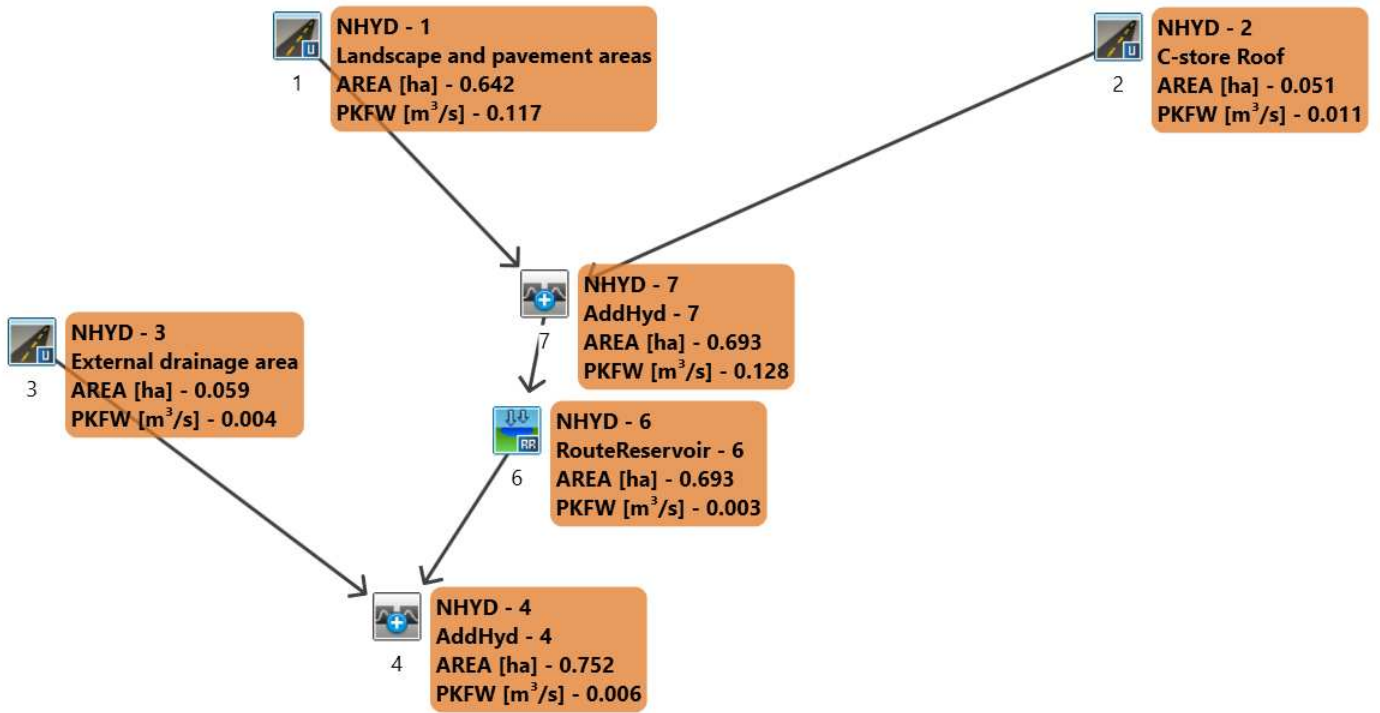 NHYD - 1
Landscape and pavement areas
AREA [ha] - 0.642
PKFW [m³/s] - 0.117
U
1
NHYD - 2
C-store Roof
AREA [ha] - 0.051
PKFW [m³/s] - 0.011
U
2
NHYD - 7
AddHyd - 7
AREA [ha] - 0.693
PKFW [m³/s] - 0.128
7
NHYD - 3
External drainage area
AREA [ha] - 0.059
PKFW [m³/s] - 0.004
U
3
NHYD - 6
RouteReservoir - 6
AREA [ha] - 0.693
PKFW [m³/s] - 0.003
RR
6
NHYD - 4
AddHyd - 4
AREA [ha] - 0.752
PKFW [m³/s] - 0.006
4